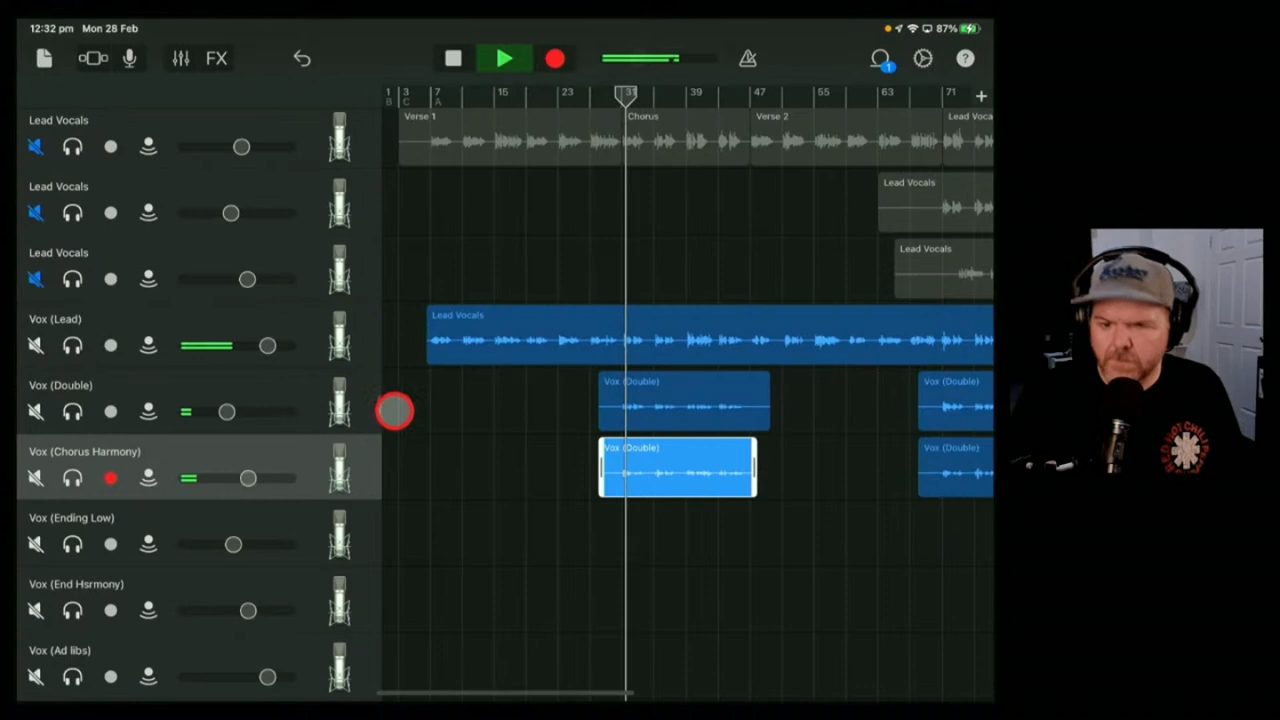 12:32 pm Mon 28 Feb
87%
FX
1
?
1 3 7 15 23 31 39 47 55 63 71 +
B C A
Lead Vocals
Verse 1
Chorus
Verse 2
Lead Voca
Lead Vocals
Lead Vocals
Lead Vocals
Lead Vocals
Vox (Lead)
Lead Vocals
Vox (Double)
Vox (Double)
Vox (Double)
Vox (Chorus Harmony)
Vox (Double)
Vox (Double)
Vox (Ending Low)
Vox (End Hsrmony)
Vox (Ad libs)